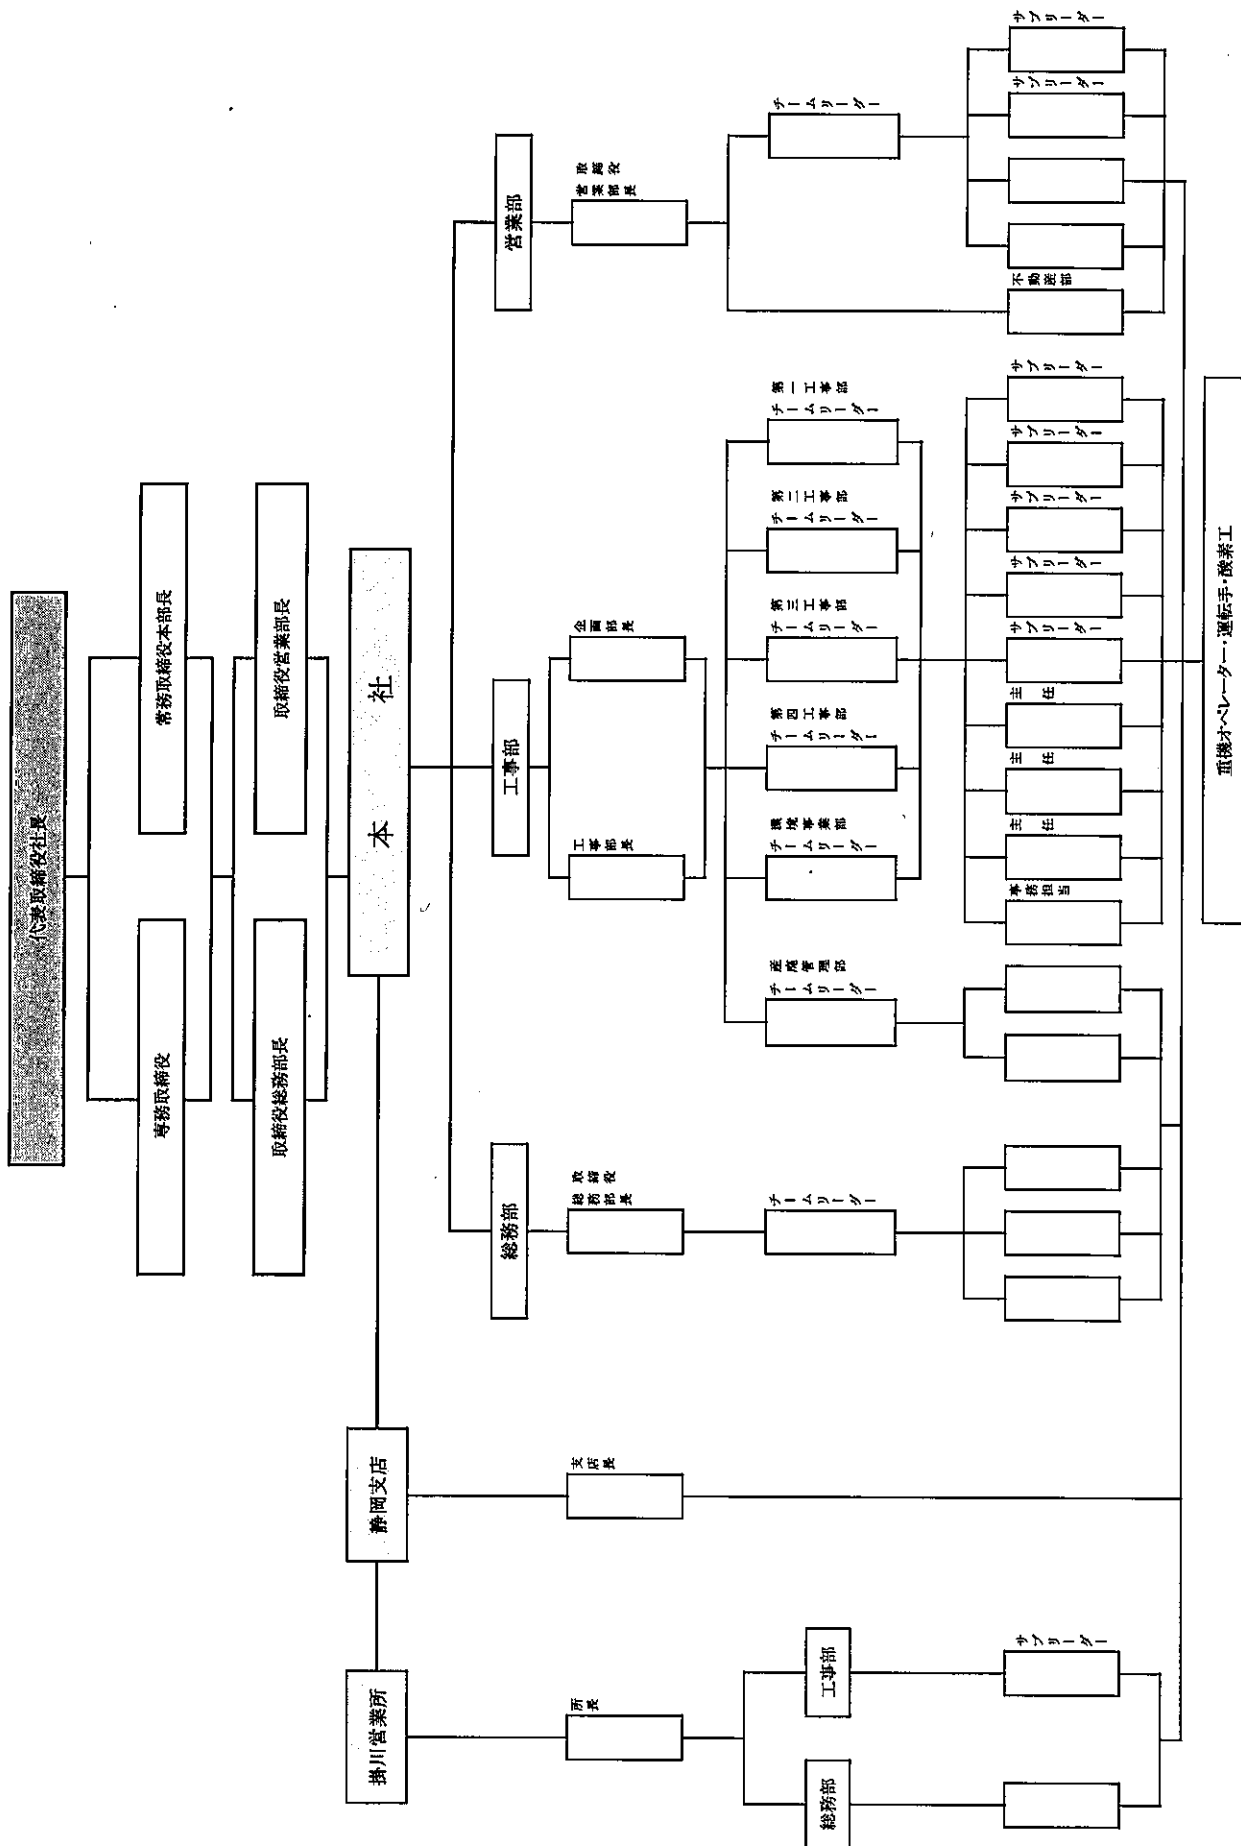 代表取締役社長
専務取締役
常務取締役本部長
取締役総務部長
取締役営業部長
掛川営業所
静岡支店
本社
総務部
工事部
営業部
所長
支店長
取締役
総務部長
工事部長
企画部長
取締役
営業部長
総務部
工事部
チームリーダー
産廃管理部
チームリーダー
環境事業部
チームリーダー
第四工事部
チームリーダー
第三工事部
チームリーダー
第二工事部
チームリーダー
第一工事部
チームリーダー
チームリーダー
サブリーダー
事務担当
主任
主任
主任
サブリーダー
サブリーダー
サブリーダー
サブリーダー
サブリーダー
不動産部
サブリーダー
サブリーダー
重機オペレーター・運転手・酸素工